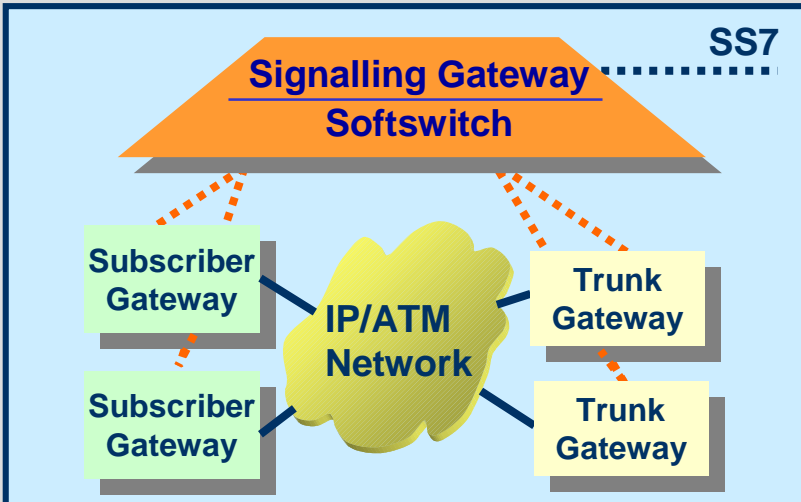 SS7
Signalling Gateway
Softswitch
Subscriber
Gateway
Trunk
Gateway
IP/ATM
Network
Subscriber
Gateway
Trunk
Gateway